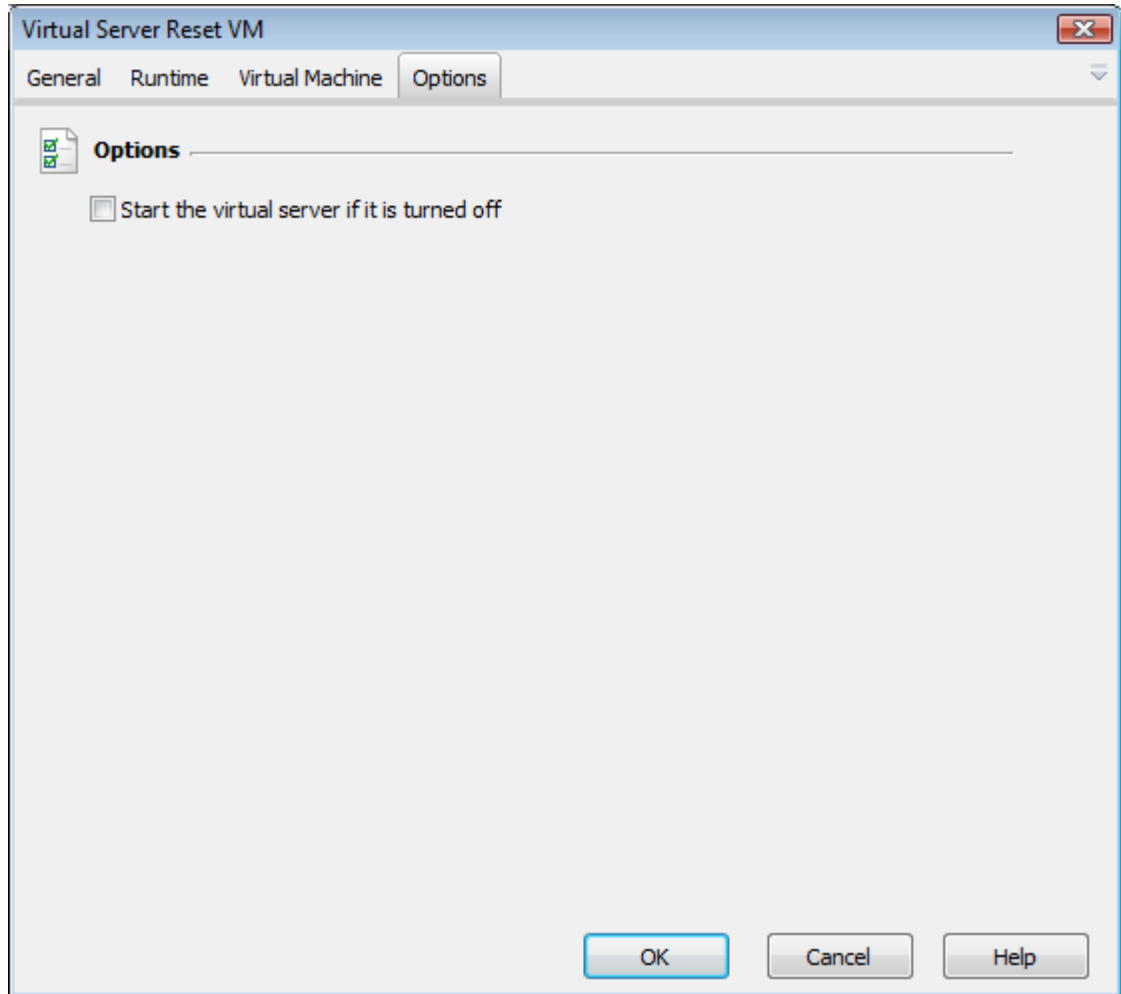 Virtual Server Reset VM
General Runtime Virtual Machine Options
Options
Start the virtual server if it is turned off
OK Cancel Help